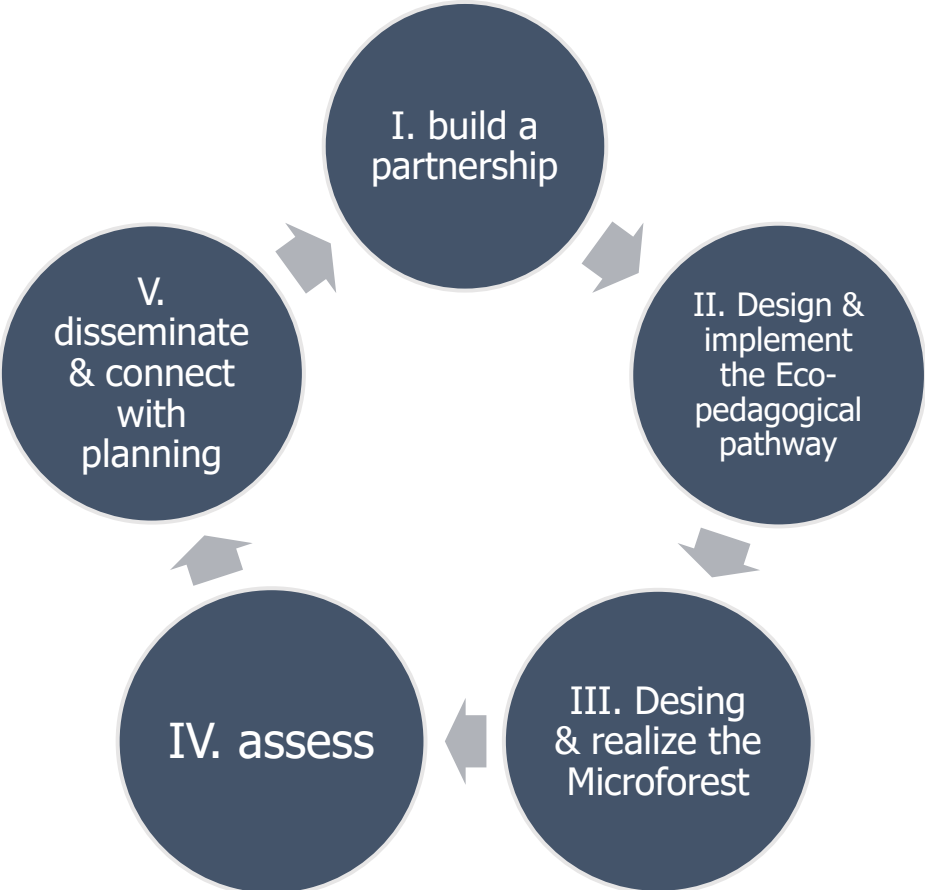 I. build a
partnership
II. Design &
implement
the Eco-
pedagogical
pathway
III. Desing
& realize the
Microforest
IV. assess
V.
disseminate
& connect
with
planning